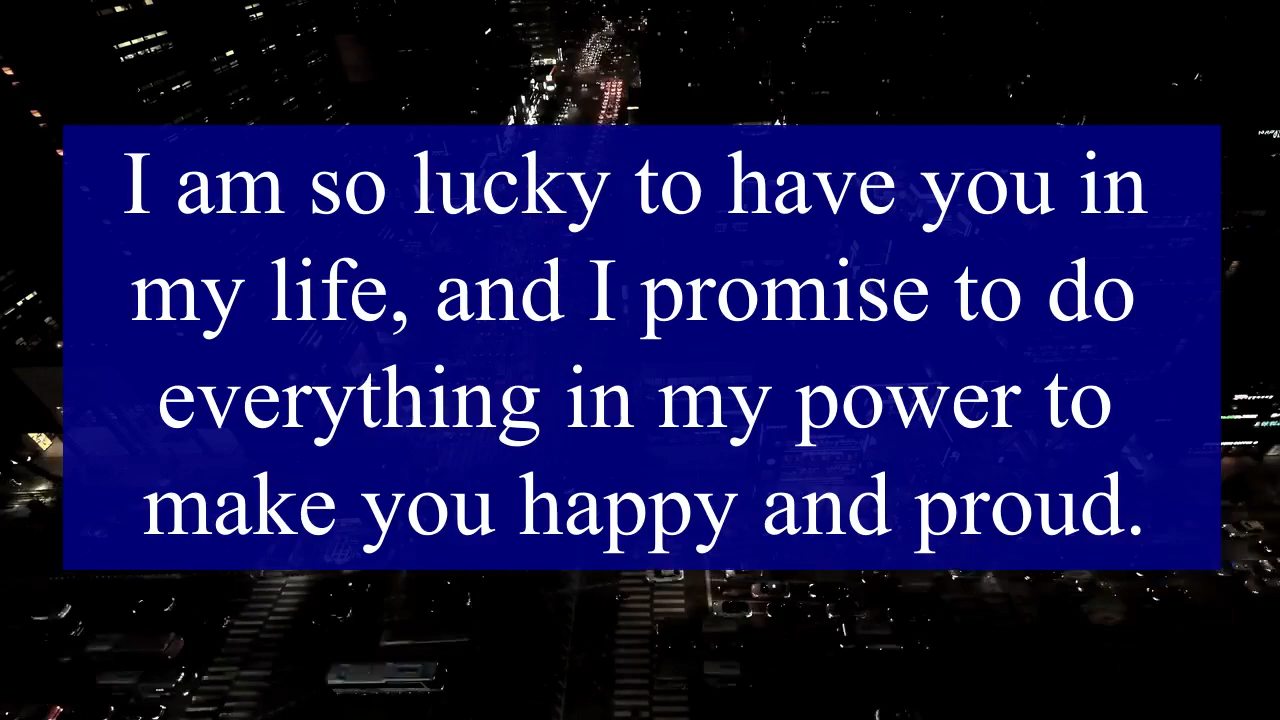 I am so lucky to have you in
my life, and I promise to do
everything in my power to
make you happy and proud.